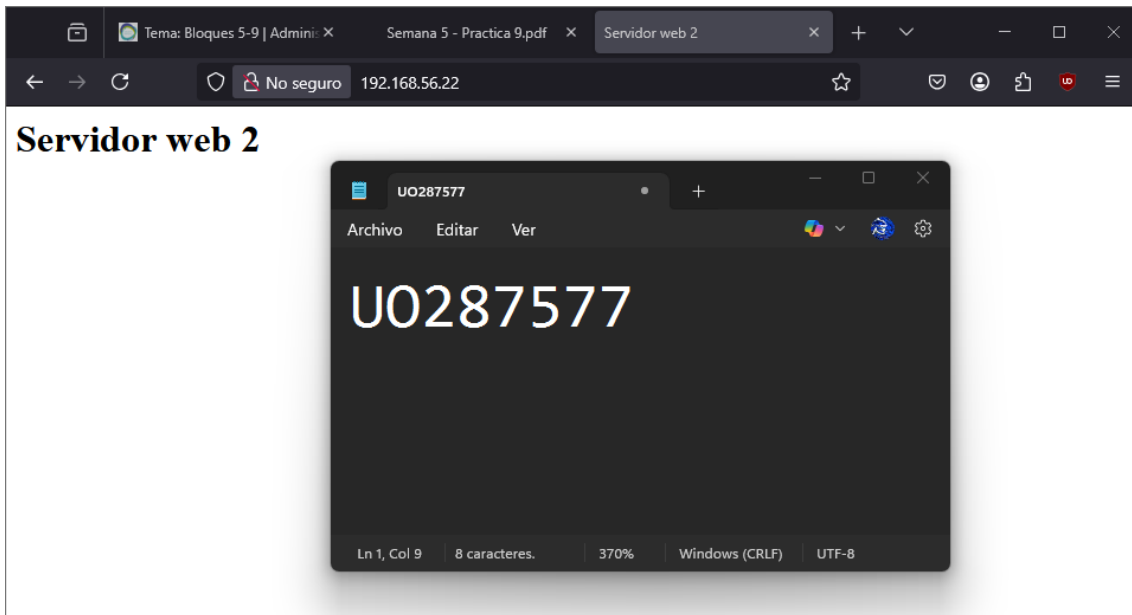 Tema: Bloques 5-9 | Adminis
Semana 5 - Practica 9.pdf
Servidor web 2
No seguro
192.168.56.22
Servidor web 2
UO287577
Archivo
Editar
Ver
UO287577
Ln 1, Col 9
8 caracteres.
370%
Windows (CRLF)
UTF-8